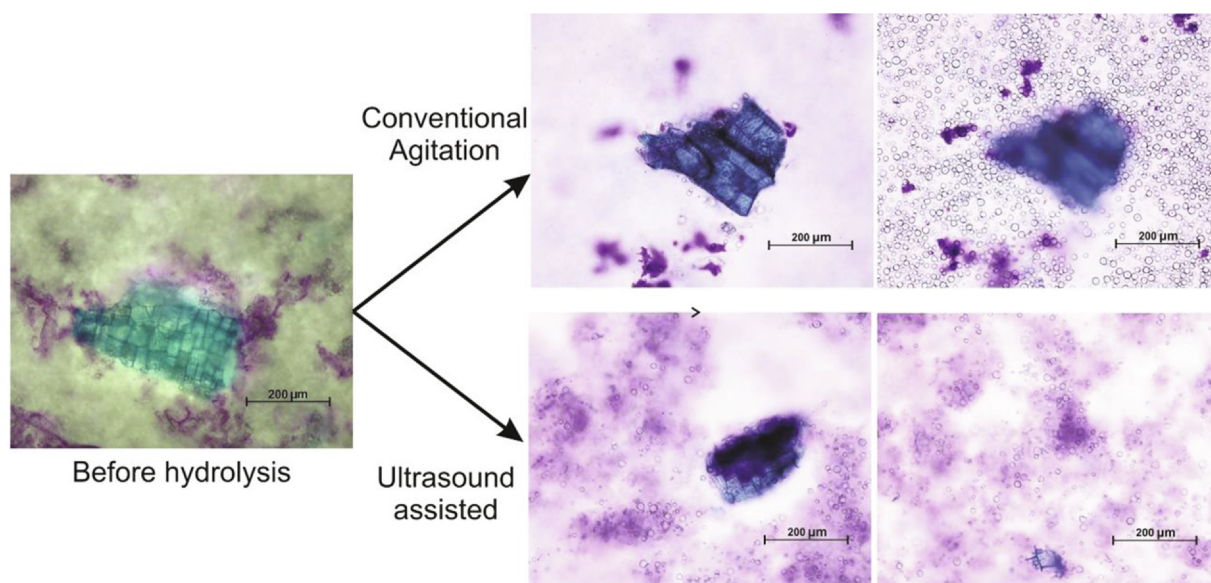 Conventional
Agitation
200 µm
200 µm
200 µm
Before hydrolysis
>
Ultrasound
assisted
200 µm
200 µm